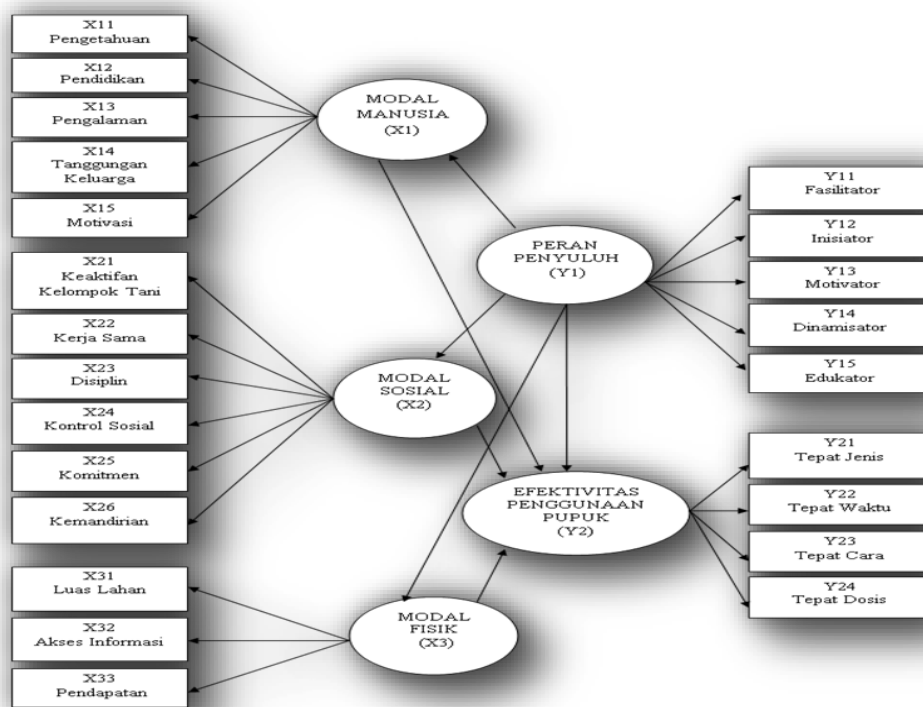 X11
Pengetahuan
X12
Pendidikan
X13
Pengalaman
X14
Tanggungan
Keluarga
X15
Motivasi
X21
Keaktifan
Kelompok Tani
X22
Kerja Sama
X23
Disiplin
X24
Kontrol Sosial
X25
Komitmen
X26
Kemandirian
X31
Luas Lahan
X32
Akses Informasi
X33
Pendapatan
MODAL
MANUSIA
(X1)
MODAL
SOSIAL
(X2)
MODAL
FISIK
(X3)
PERAN
PENYULUH
(Y1)
EFEKTIVITAS
PENGGUNAAN
PUPUK
(Y2)
Y11
Fasilitator
Y12
Inisiator
Y13
Motivator
Y14
Dinamisator
Y15
Edukator
Y21
Tepat Jenis
Y22
Tepat Waktu
Y23
Tepat Cara
Y24
Tepat Dosis